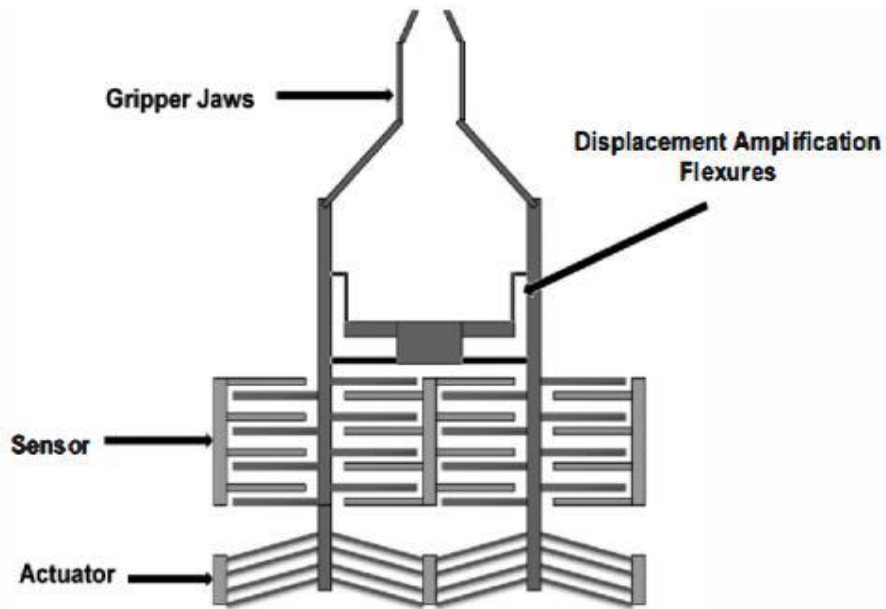 Gripper Jaws
Displacement Amplification
Flexures
Sensor
Actuator